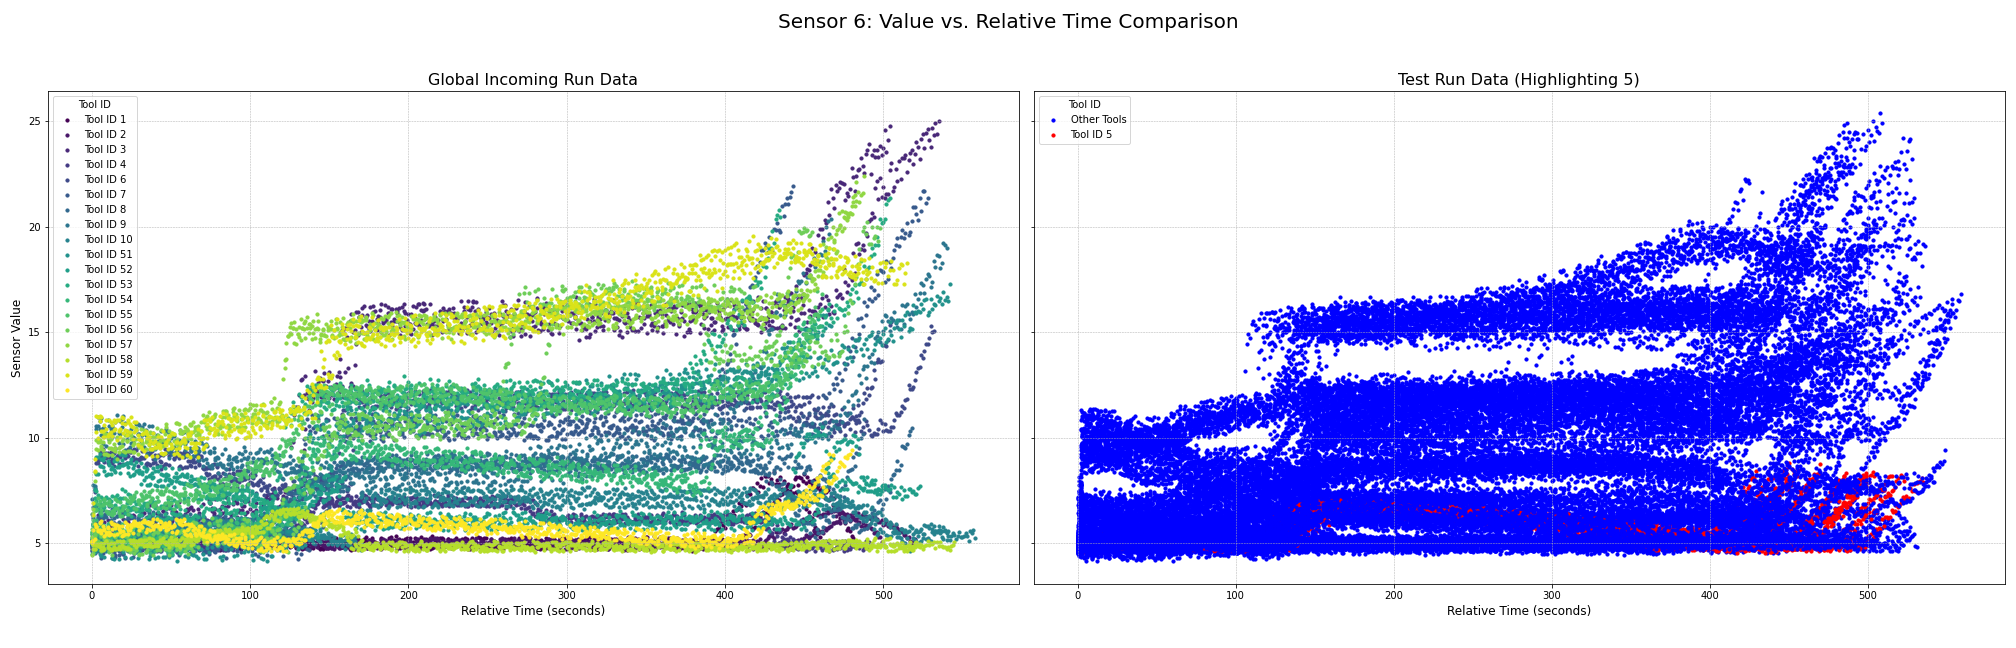 Sensor 6: Value vs. Relative Time Comparison
Global Incoming Run Data
Tool ID
Tool ID 1
Tool ID 2
Tool ID 3
Tool ID 4
Tool ID 6
Tool ID 7
Tool ID 8
Tool ID 9
Tool ID 10
Tool ID 51
Tool ID 52
Tool ID 53
Tool ID 54
Tool ID 55
Tool ID 56
Tool ID 57
Tool ID 58
Tool ID 59
Tool ID 60
Sensor Value
25
20
15
10
5
0 100 200 300 400 500
Relative Time (seconds)
Test Run Data (Highlighting 5)
Tool ID
Other Tools
Tool ID 5
0 100 200 300 400 500
Relative Time (seconds)